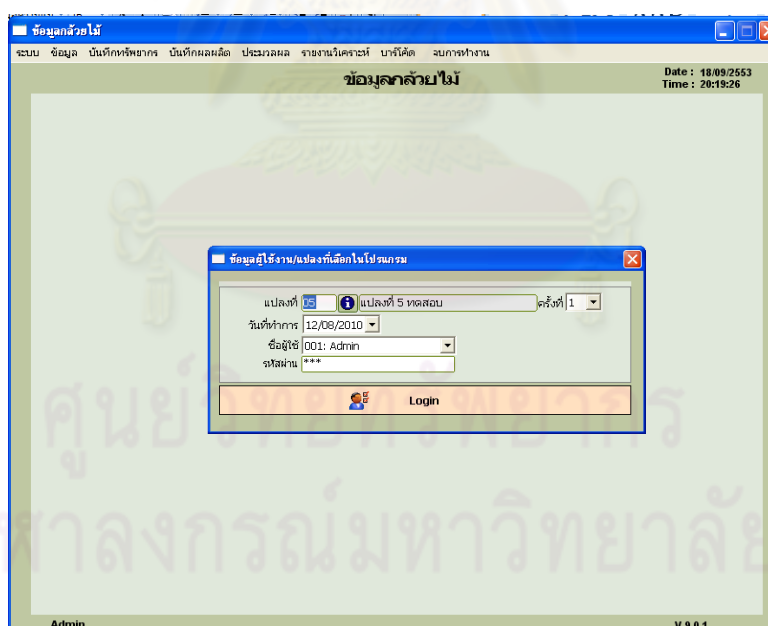 ข้อมูลกล้วยไม้
ระบบ ข้อมูล บันทึกทรัพยากร บันทึกผลผลิต ประมวลผล รายงานวิเคราะห์ บาร์โค้ด จบการทำงาน
ข้อมูลกล้วยไม้
Date : 18/09/2553
Time : 20:19:26
ข้อมูลผู้ใช้งาน/แปลงที่เลือกในโปรแกรม
แปลงที่ 05 แปลงที่ 5 ทดสอบ ครั้งที่ 1
วันที่ทำการ 12/08/2010
ชื่อผู้ใช้ 001: Admin
รหัสผ่าน ***
Login
ศูนย์วิทยทรัพยากร
จุฬาลงกรณ์มหาวิทยาลัย
Admin V 9.0.1